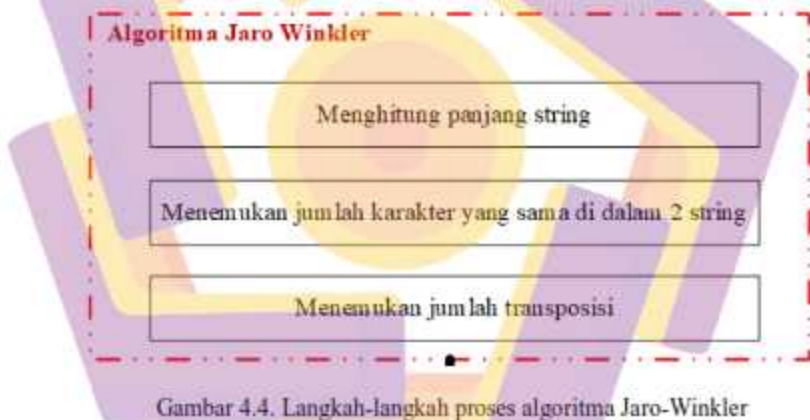 Algoritma Jaro Winkler
Menghitung panjang string
Menemukan jumlah karakter yang sama di dalam 2 string
Menemukan jumlah transposisi
Gambar 4.4. Langkah-langkah proses algoritma Jaro-Winkler